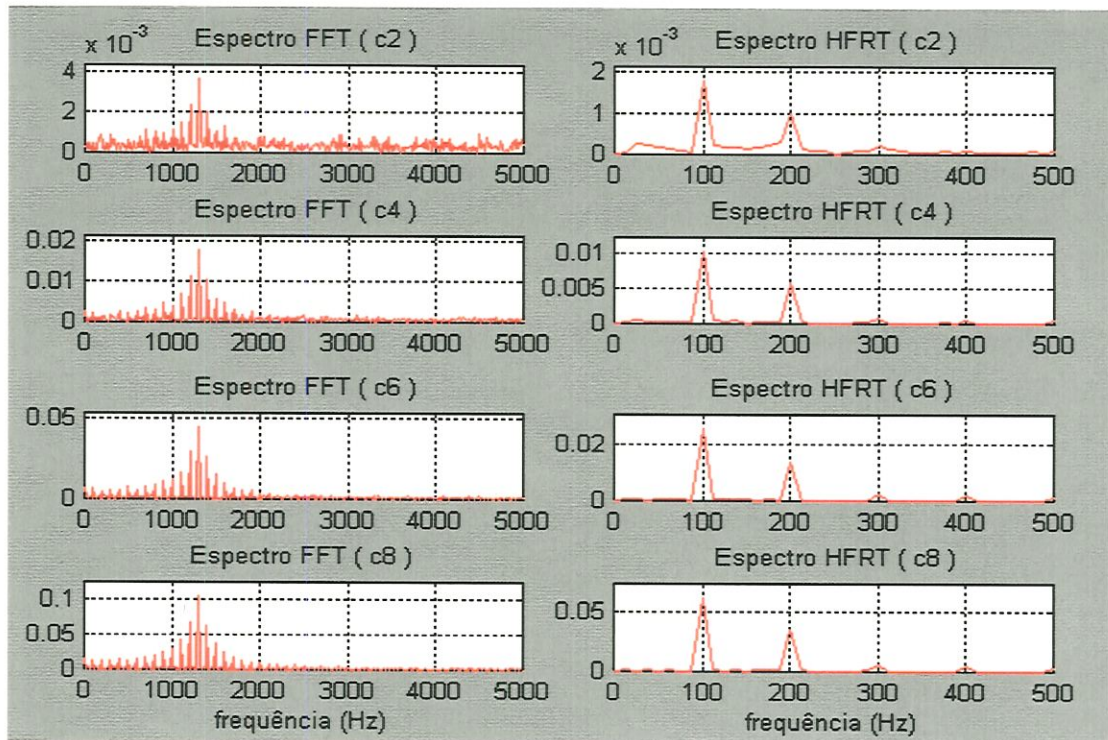 Espectro FFT ( c2 )
x 10-3
4
2
0
0 1000 2000 3000 4000 5000
Espectro HFRT ( c2 )
x 10-3
2
1
0
0 100 200 300 400 500
Espectro FFT ( c4 )
0.02
0.01
0
0 1000 2000 3000 4000 5000
Espectro HFRT ( c4 )
0.01
0.005
0
0 100 200 300 400 500
Espectro FFT ( c6 )
0.05
0
0 1000 2000 3000 4000 5000
Espectro HFRT ( c6 )
0.02
0
0 100 200 300 400 500
Espectro FFT ( c8 )
0.1
0.05
0
0 1000 2000 3000 4000 5000
frequência (Hz)
Espectro HFRT ( c8 )
0.05
0
0 100 200 300 400 500
frequência (Hz)